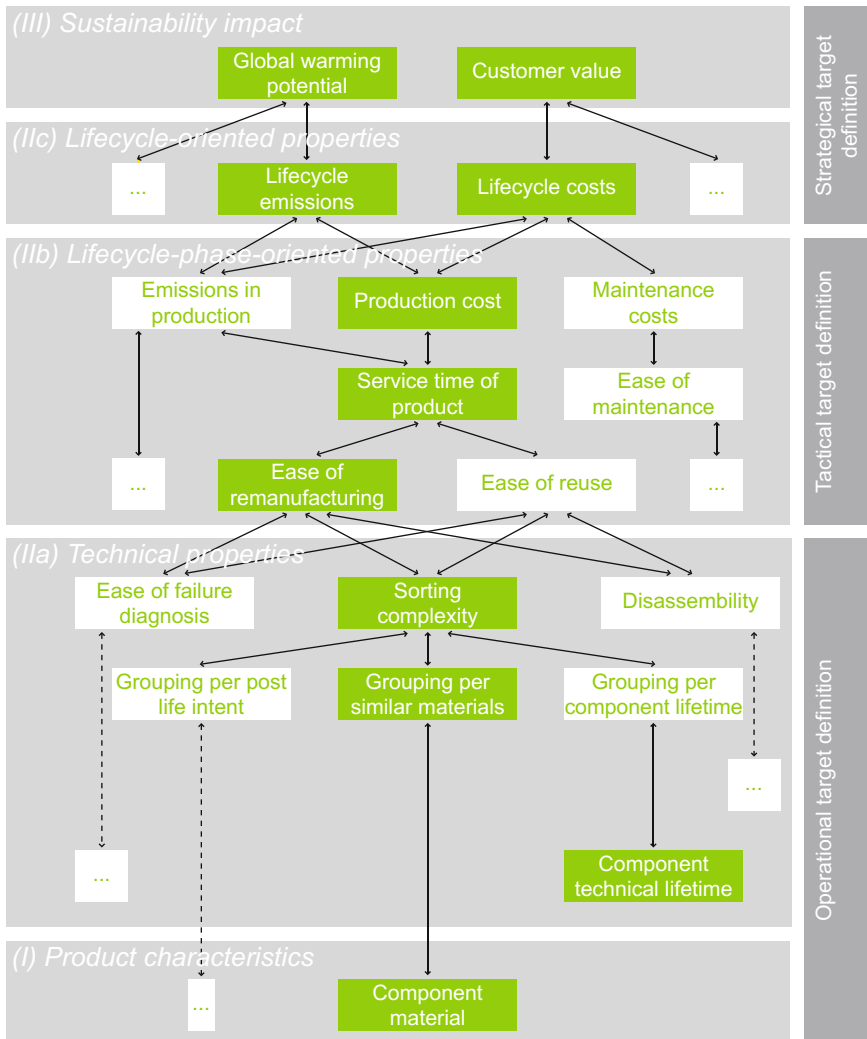 (III) Sustainability impact
Global warming
potential
Customer value
(IIc) Lifecycle-oriented properties
...
Lifecycle
emissions
Lifecycle costs
...
Strategical target
definition
(IIb) Lifecycle-phase-oriented properties
Emissions in
production
Production cost
Maintenance
costs
Service time of
product
Ease of
maintenance
...
Ease of
remanufacturing
Ease of reuse
...
Tactical target definition
(IIa) Technical properties
Ease of failure
diagnosis
Sorting
complexity
Disassembility
Grouping per post
life intent
Grouping per
similar materials
Grouping per
component lifetime
...
...
Component
technical lifetime
(I) Product characteristics
...
Component
material
Operational target definition